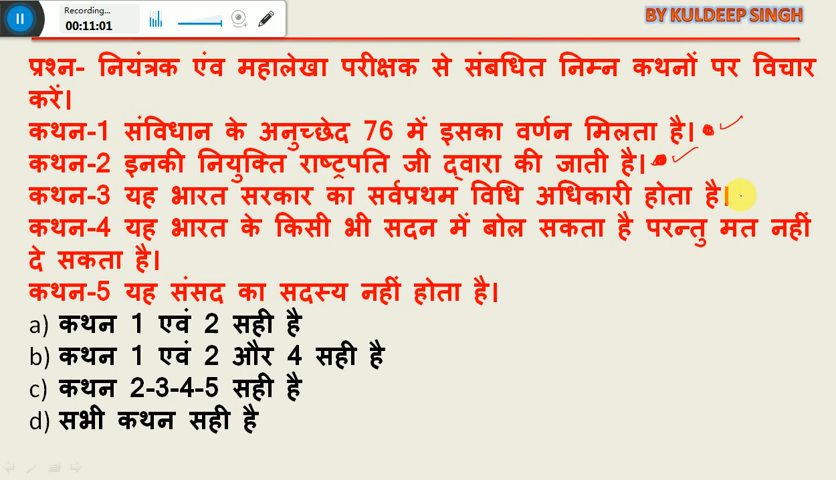 Recording...
00:11:01
BY KULDEEP SINGH
प्रश्न- नियंत्रक एंव महालेखा परीक्षक से संबधित निम्न कथनों पर विचार
करें।
कथन-1 संविधान के अनुच्छेद 76 में इसका वर्णन मिलता है।
कथन-2 इनकी नियुक्ति राष्ट्रपति जी द्वारा की जाती है।
कथन-3 यह भारत सरकार का सर्वप्रथम विधि अधिकारी होता है।
कथन-4 यह भारत के किसी भी सदन में बोल सकता है परन्तु मत नहीं
दे सकता है।
कथन-5 यह संसद का सदस्य नहीं होता है।
a) कथन 1 एवं 2 सही है
b) कथन 1 एवं 2 और 4 सही है
c) कथन 2-3-4-5 सही है
d) सभी कथन सही है